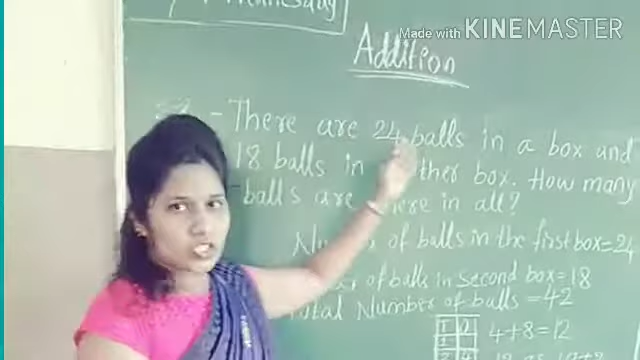 Made with KINEMASTER
Wednesday
Addition
- There are 24 balls in a box and
18 balls in other box. How many
balls are there in all?
Number of balls in the first box = 24
of balls in second box = 18
Total Number of balls = 42
4 + 8 = 12